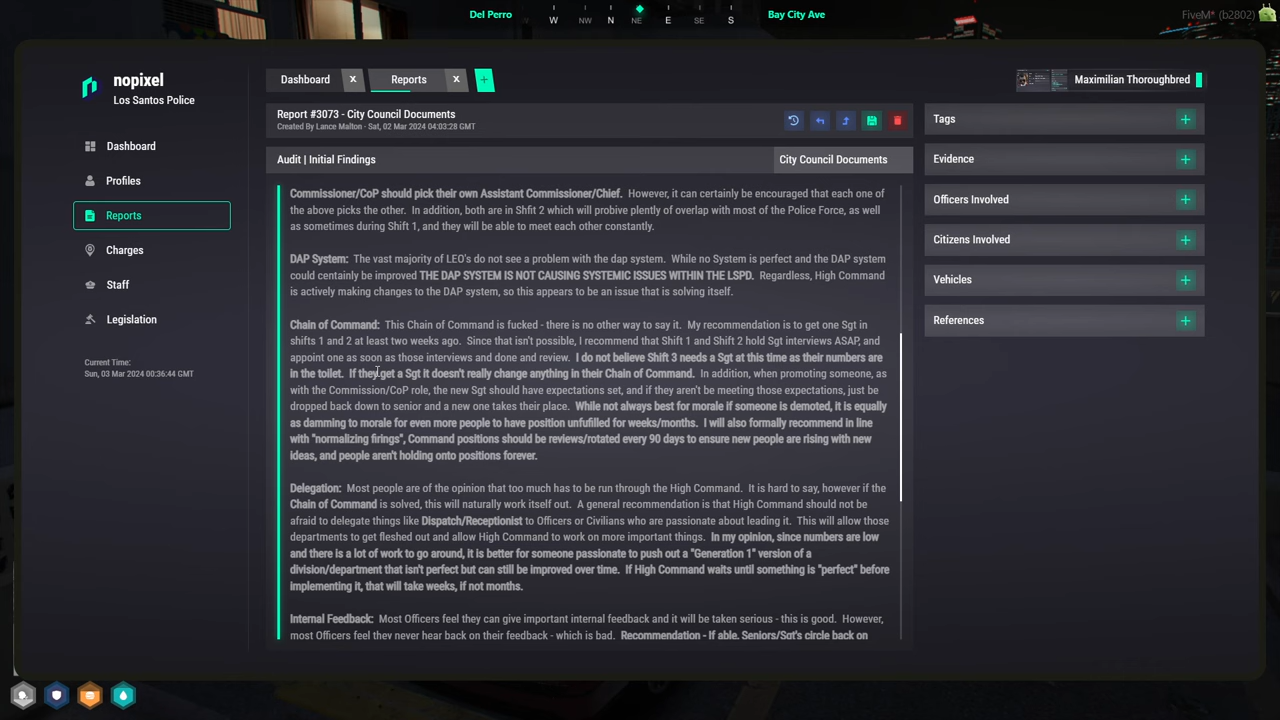 Del Perro
W NW N NE E SE S
Bay City Ave
FiveM* (b2802)
nopixel
Los Santos Police
Dashboard
Profiles
Reports
Charges
Staff
Legislation
Current Time:
Sun, 03 Mar 2024 00:36:44 GMT
Dashboard x Reports x +
Maximilian Thoroughbred
Report #3073 - City Council Documents
Created By Lance Malton - Sat, 02 Mar 2024 04:03:28 GMT
Audit | Initial Findings
City Council Documents
Commissioner/CoP should pick their own Assistant Commissioner/Chief. However, it can certainly be encouraged that each one of
the above picks the other. In addition, both are in Shfit 2 which will probive plently of overlap with most of the Police Force, as well
as sometimes during Shift 1, and they will be able to meet each other constantly.
DAP System: The vast majority of LEO's do not see a problem with the dap system. While no System is perfect and the DAP system
could centainly be improved THE DAP SYSTEM IS NOT CAUSING SYSTEMIC ISSUES WITHIN THE LSPD. Regardless, High Command
is actively making changes to the DAP system, so this appears to be an issue that is solving itself.
Chain of Command: This Chain of Command is fucked - there is no other way to say it. My recommendation is to get one Sgt in
shifts 1 and 2 at least two weeks ago. Since that isn't possible, I recommend that Shift 1 and Shift 2 hold Sgt interviews ASAP, and
appoint one as soon as those interviews and done and review. I do not believe Shift 3 needs a Sgt at this time as their numbers are
in the toilet. If they get a Sgt it doesn't really change anything in their Chain of Command. In addition, when promoting someone, as
with the Commission/CoP role, the new Sgt should have expectations set, and if they aren't be meeting those expectations, just be
dropped back down to senior and a new one takes their place. While not always best for morale if someone is demoted, it is equally
as damming to morale for even more people to have position unfufilled for weeks/months. I will also formally recommend in line
with "normalizing firings", Command positions should be reviews/rotated every 90 days to ensure new people are rising with new
ideas, and people aren't holding onto positions forever.
Delegation: Most people are of the opinion that too much has to be run through the High Command. It is hard to say, however if the
Chain of Command is solved, this will naturally work itself out. A general recommendation is that High Command should not be
afraid to delegate things like Dispatch/Receptionist to Officers or Civilians who are passionate about leading it. This will allow those
departments to get fleshed out and allow High Command to work on more important things. In my opinion, since numbers are low
and there is a lot of work to go around, it is better for someone passionate to push out a "Generation 1" version of a
division/department that isn't perfect but can still be improved over time. If High Command waits until something is "perfect" before
implementing it, that will take weeks, if not months.
Internal Feedback: Most Officers feel they can give important internal feedback and it will be taken serious - this is good. However,
most Officers feel they never hear back on their feedback - which is bad. Recommendation - If able, Seniors/Sgt's circle back on
Tags +
Evidence +
Officers Involved +
Citizens Involved +
Vehicles +
References +